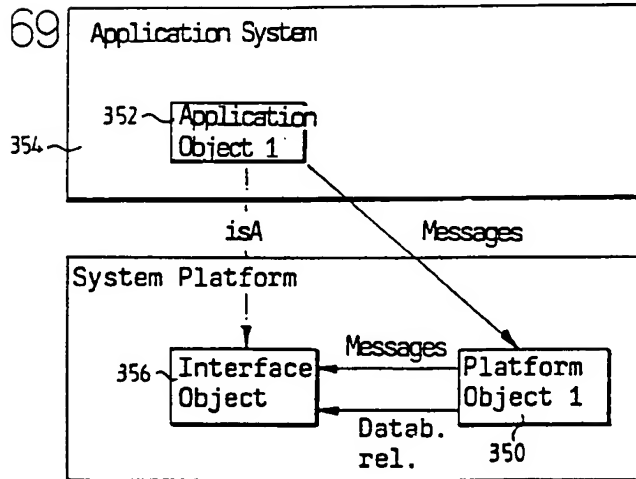 69
Application System
352
Application
Object 1
354
isA
Messages
System Platform
Messages
356
Interface
Object
Platform
Object 1
Datab.
rel.
350